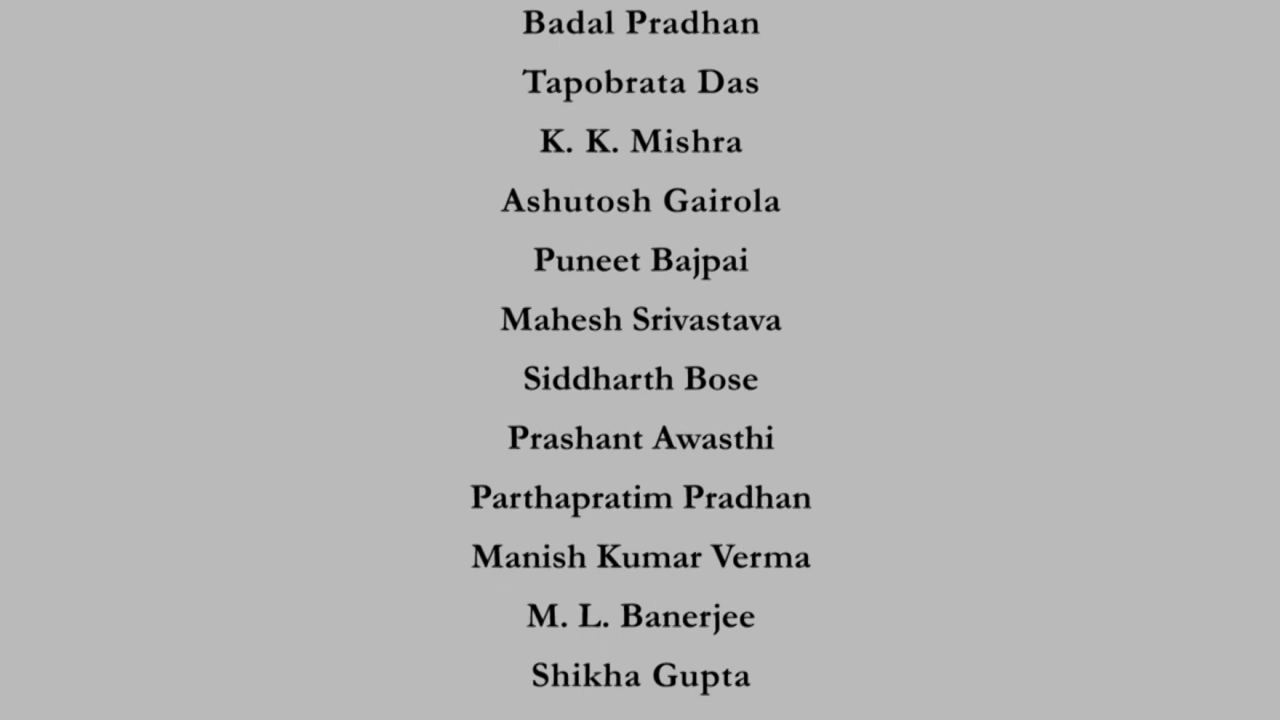 Badal Pradhan
Tapobrata Das
K. K. Mishra
Ashutosh Gairola
Puneet Bajpai
Mahesh Srivastava
Siddharth Bose
Prashant Awasthi
Parthapratim Pradhan
Manish Kumar Verma
M. L. Banerjee
Shikha Gupta